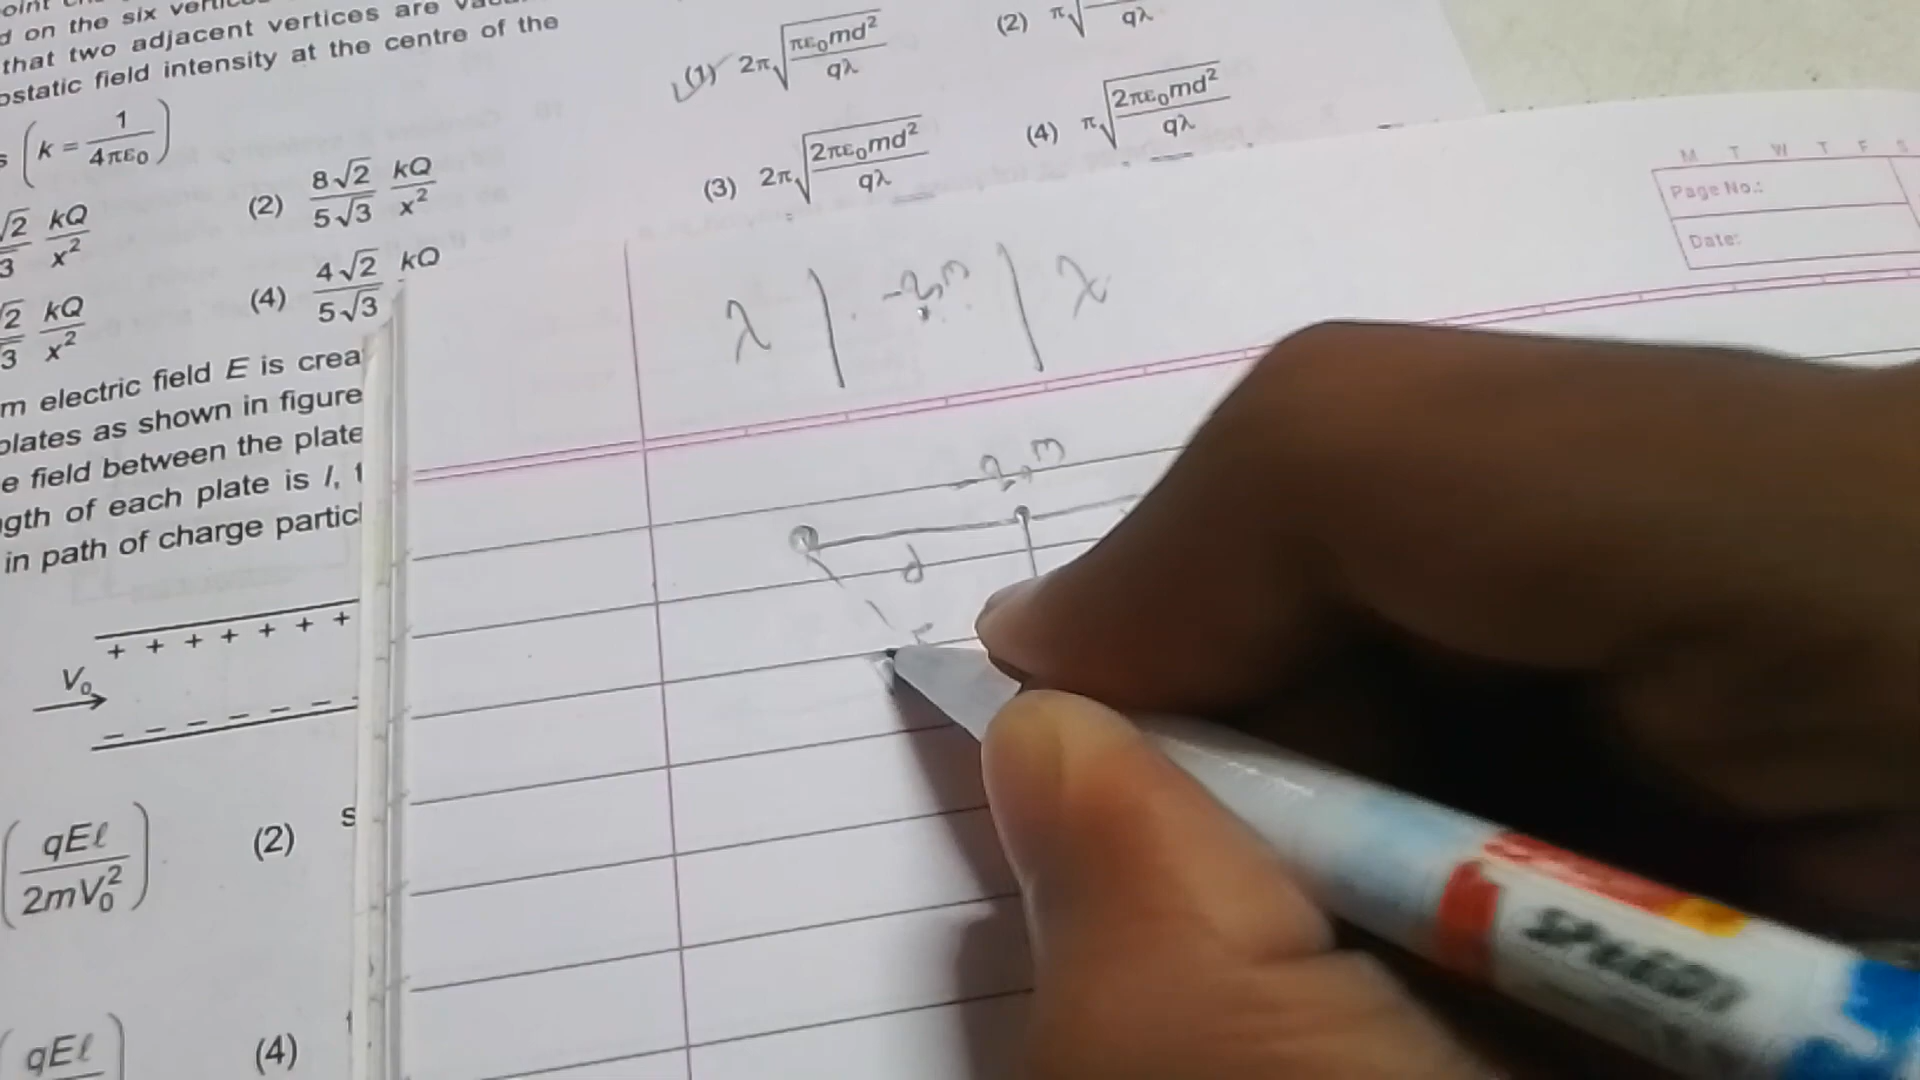 d on the six
that two adjacent vertices are
ostatic field intensity at the centre of the
(k = 1/4πε₀)
√2 kQ/x²
(2) 8√2/5√3 kQ/x²
√2/3 kQ/x²
(4) 4√2/5√3 kQ
m electric field E is crea
plates as shown in figure
e field between the plate
gth of each plate is l,
in path of charge particl
+ + + + + + +
V₀
− − − − − −
(qEℓ/2mV₀²)
(2) s
qEℓ
(4)
(1) 2π√(πε₀md²/qλ)
(2) π√ qλ
(3) 2π√(2πε₀md²/qλ)
(4) π√(2πε₀md²/qλ)
M T W T F S
Page No.:
Date:
λ | -q,m | λ
-q,m
d
r